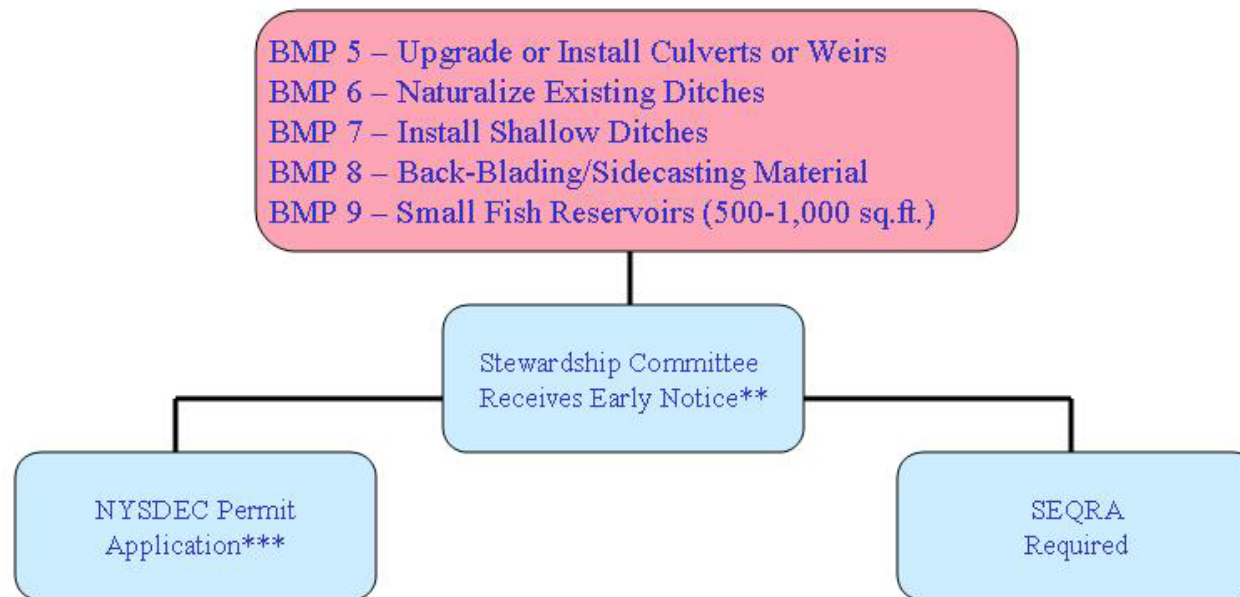 BMP 5 – Upgrade or Install Culverts or Weirs
BMP 6 – Naturalize Existing Ditches
BMP 7 – Install Shallow Ditches
BMP 8 – Back-Blading/Sidecasting Material
BMP 9 – Small Fish Reservoirs (500-1,000 sq.ft.)
Stewardship Committee
Receives Early Notice**
NYSDEC Permit
Application***
SEQRA
Required